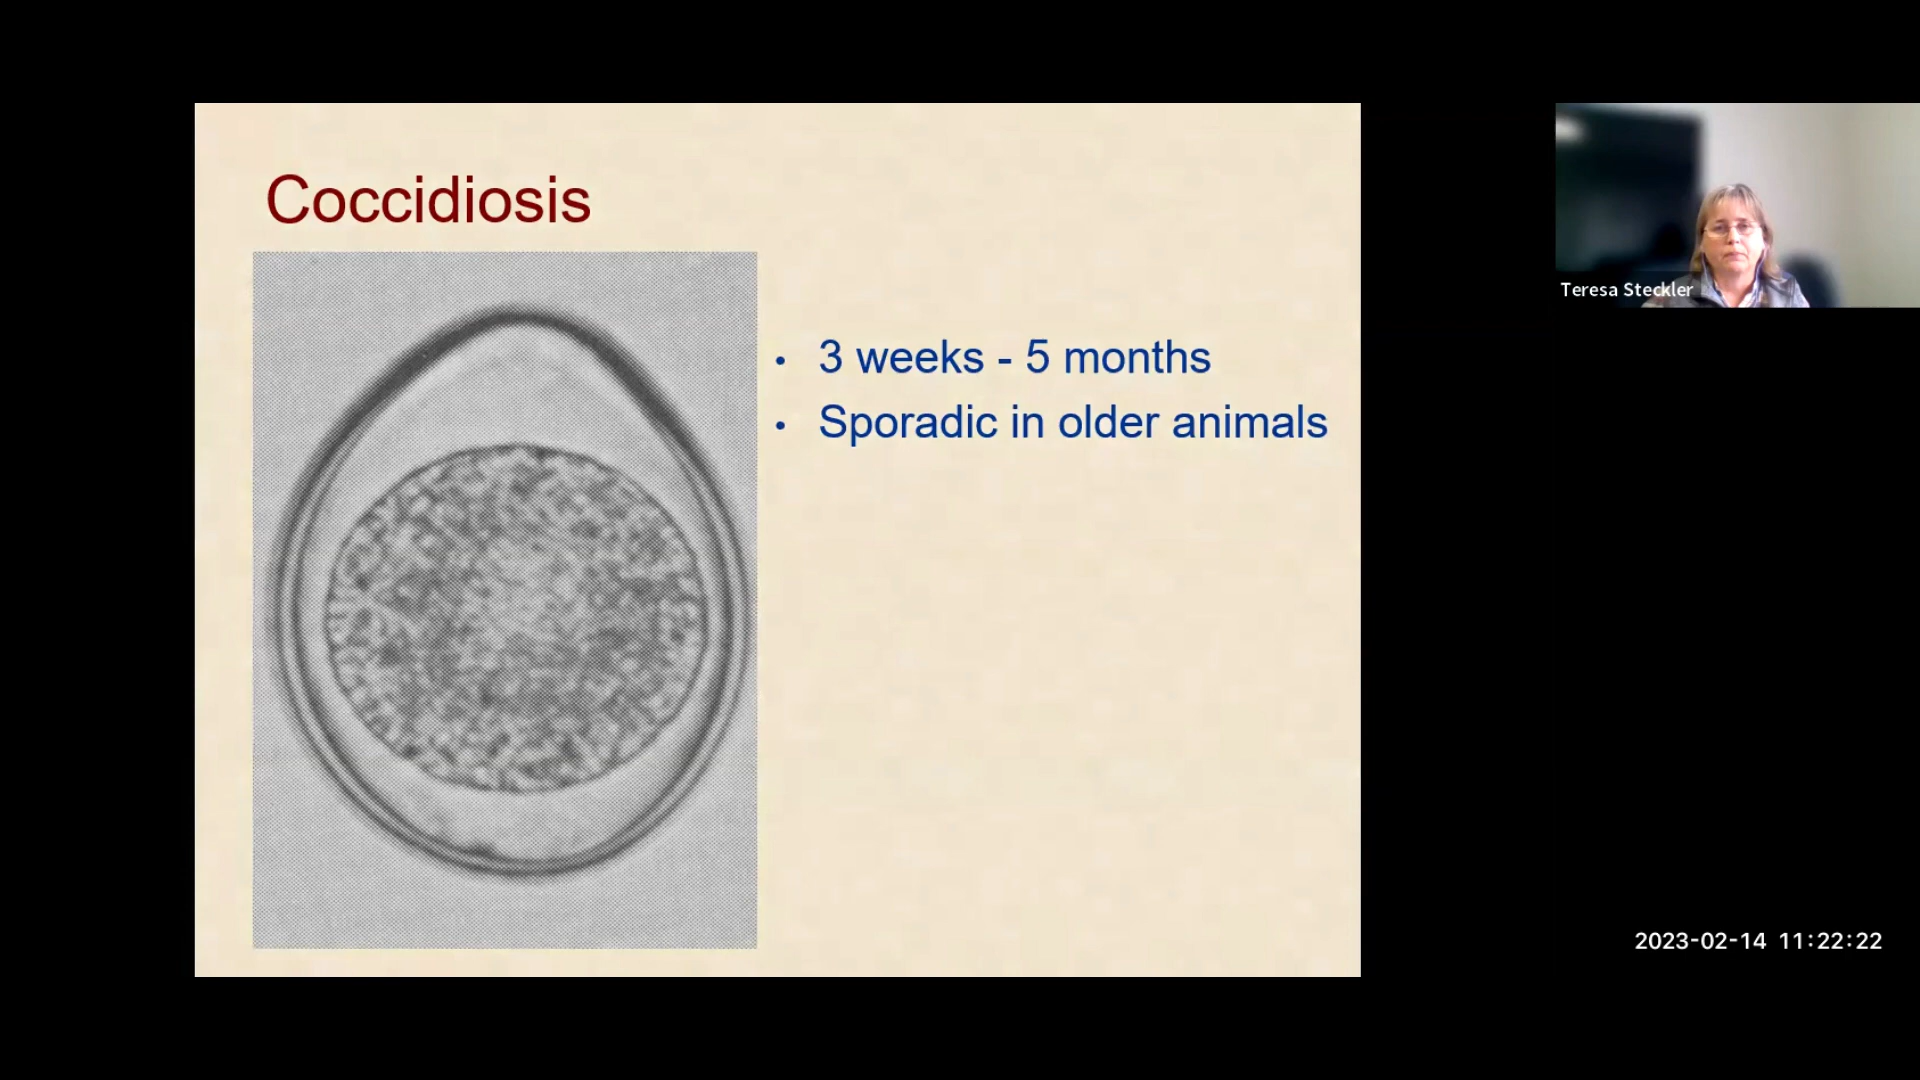 Coccidiosis
• 3 weeks - 5 months
• Sporadic in older animals
Teresa Steckler
2023-02-14 11:22:22